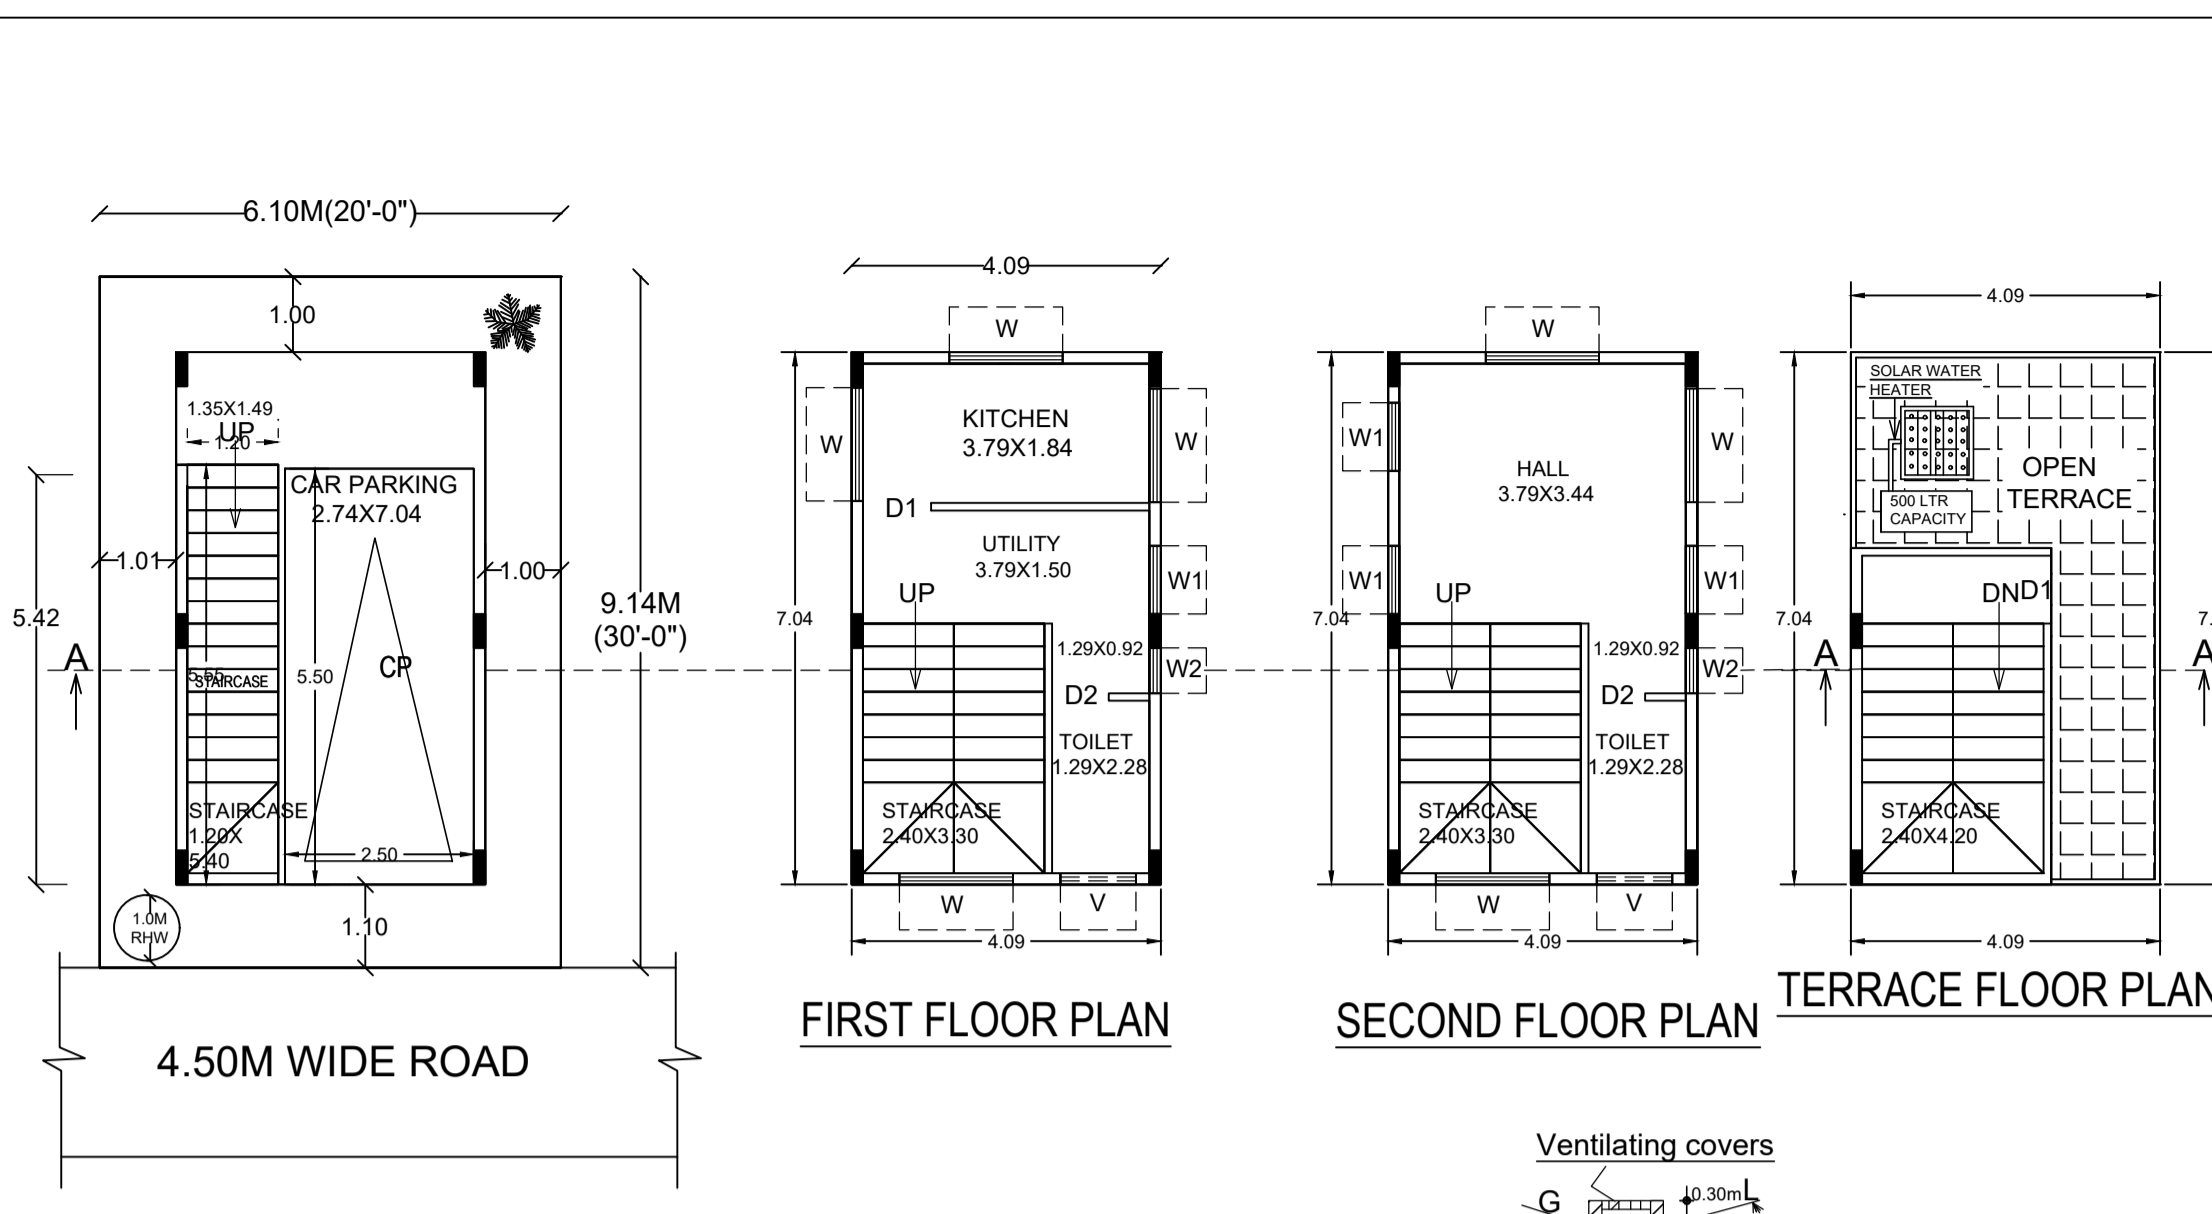 6.10M(20'-0")
1.00
1.35X1.49
UP
1.20
CAR PARKING
2.74X7.04
1.01
1.00
5.42
9.14M
(30'-0")
A
CP
5.55
STAIRCASE
5.50
STAIRCASE
1.20X
5.40
2.50
1.0M
RHW
1.10
4.50M WIDE ROAD
4.09
W
W
KITCHEN
3.79X1.84
W
D1
UTILITY
3.79X1.50
W1
UP
7.04
1.29X0.92
W2
D2
TOILET
1.29X2.28
STAIRCASE
2.40X3.30
W
V
4.09
FIRST FLOOR PLAN
W
W1
W
HALL
3.79X3.44
W1
W1
UP
7.04
1.29X0.92
W2
D2
TOILET
1.29X2.28
STAIRCASE
2.40X3.30
W
V
4.09
SECOND FLOOR PLAN
4.09
SOLAR WATER
HEATER
OPEN
TERRACE
500 LTR
CAPACITY
DN
D1
7.04
7.
A
A
STAIRCASE
2.40X4.20
4.09
TERRACE FLOOR PLAN
Ventilating covers
G
0.30m
L